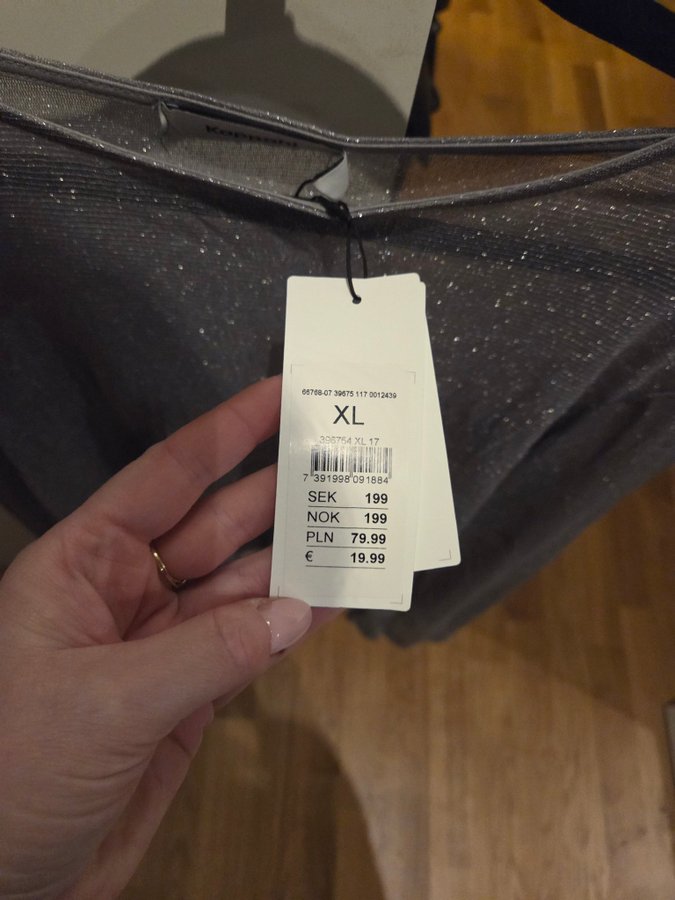 KappAhl
66768-07 39675 117 0012439
XL
396754 XL 17
7 391998 091884
SEK 199
NOK 199
PLN 79.99
€ 19.99